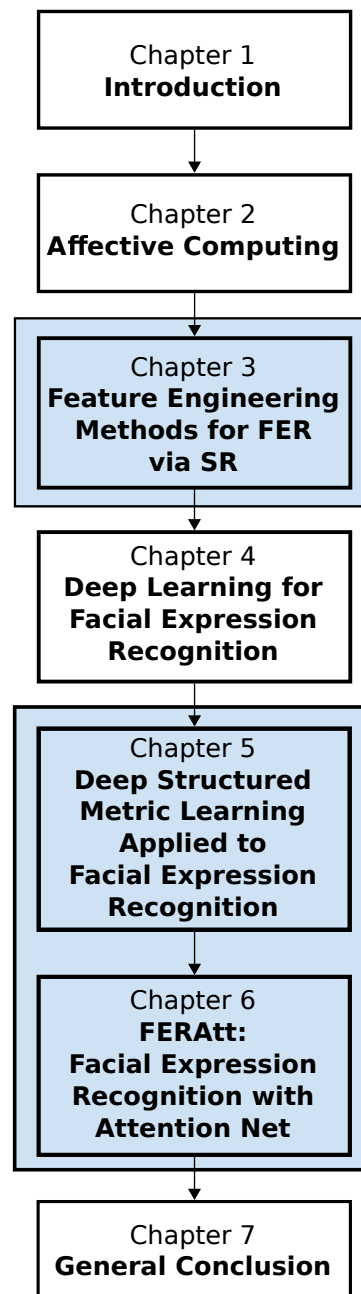 Chapter 1
Introduction
Chapter 2
Affective Computing
Chapter 3
Feature Engineering
Methods for FER
via SR
Chapter 4
Deep Learning for
Facial Expression
Recognition
Chapter 5
Deep Structured
Metric Learning
Applied to
Facial Expression
Recognition
Chapter 6
FERAtt:
Facial Expression
Recognition with
Attention Net
Chapter 7
General Conclusion